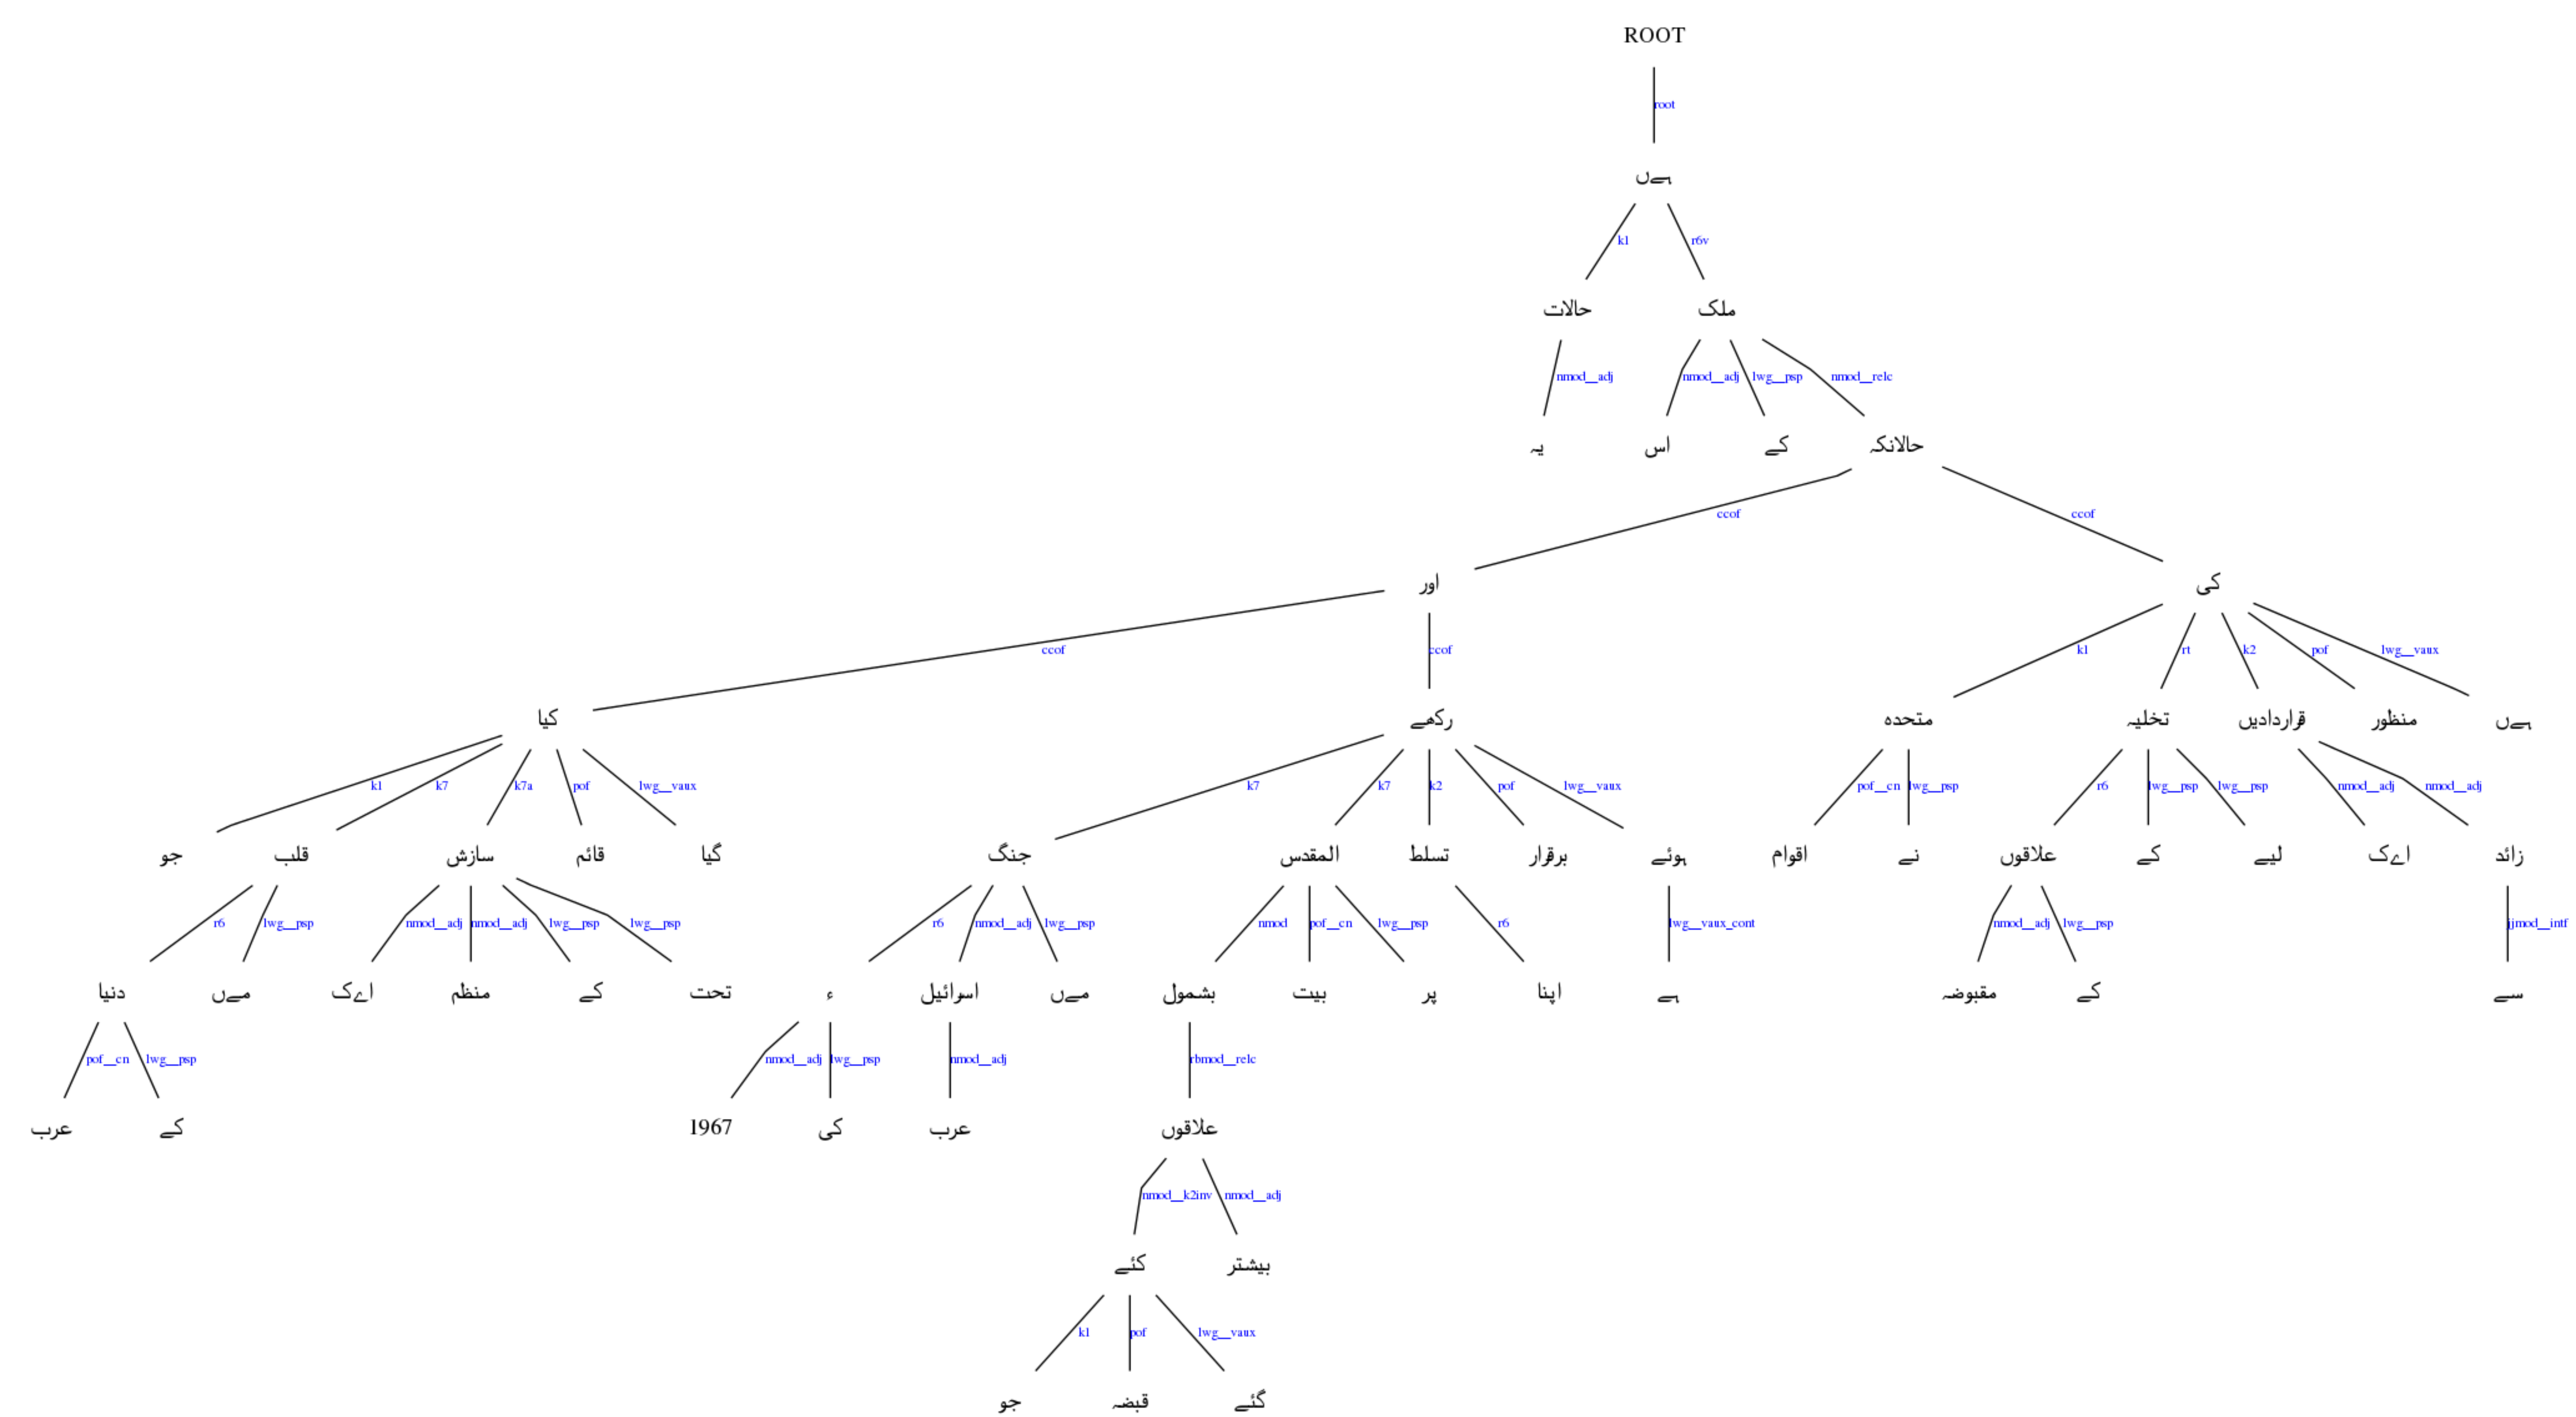 ROOT
root
ہےں
k1 r6v
حالات ملک
nmod__adj nmod__adj lwg__psp nmod__relc
یہ اس کے حالانکہ
ccof ccof
اور کی
ccof ccof k1 rt k2 pof lwg__vaux
کیا رکھے متحدہ تخلیہ قراردادیں منظور ہےں
k1 k7 k7a pof lwg__vaux k7 k7 k2 pof lwg__vaux pof__cn lwg__psp r6 lwg__psp lwg__psp nmod__adj nmod__adj
جو قلب سازش قائم گیا جنگ المقدس تسلط برقرار ہوئے اقوام نے علاقوں کے لیے اےک زائد
r6 lwg__psp nmod__adj nmod__adj lwg__psp lwg__psp r6 nmod__adj lwg__psp nmod pof__cn lwg__psp r6 lwg__vaux_cont nmod__adj lwg__psp jjmod__intf
دنیا مےں اےک منظم کے تحت ء اسرائیل مےں بشمول بیت پر اپنا ہے مقبوضہ کے سے
pof__cn lwg__psp nmod__adj lwg__psp nmod__adj rbmod__relc
عرب کے 1967 کی عرب علاقوں
nmod__k2inv nmod__adj
کئے بیشتر
k1 pof lwg__vaux
جو قبضہ گئے